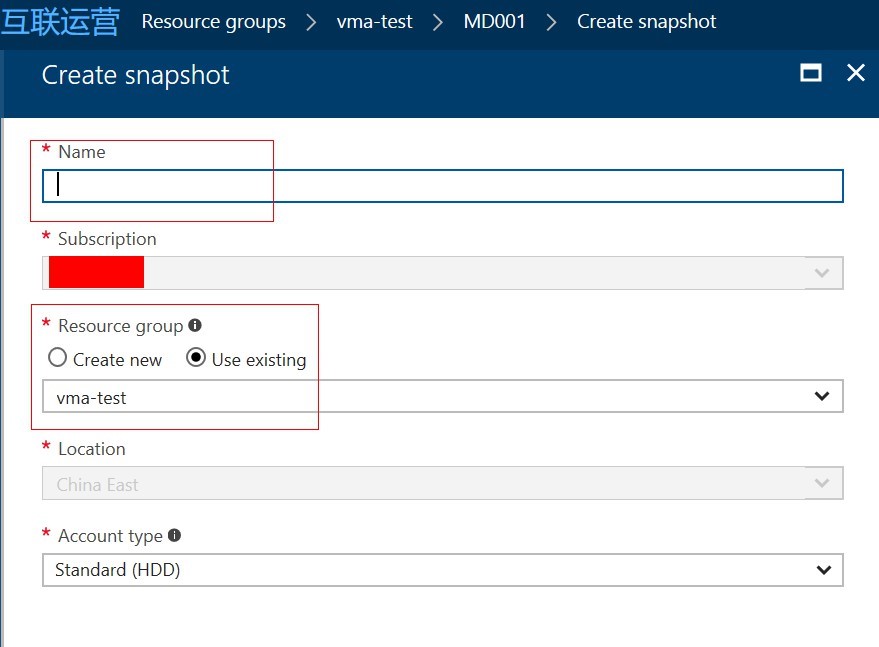 互联运营 Resource groups > vma-test > MD001 > Create snapshot
Create snapshot
* Name
* Subscription
* Resource group
Create new Use existing
vma-test
* Location
China East
* Account type
Standard (HDD)